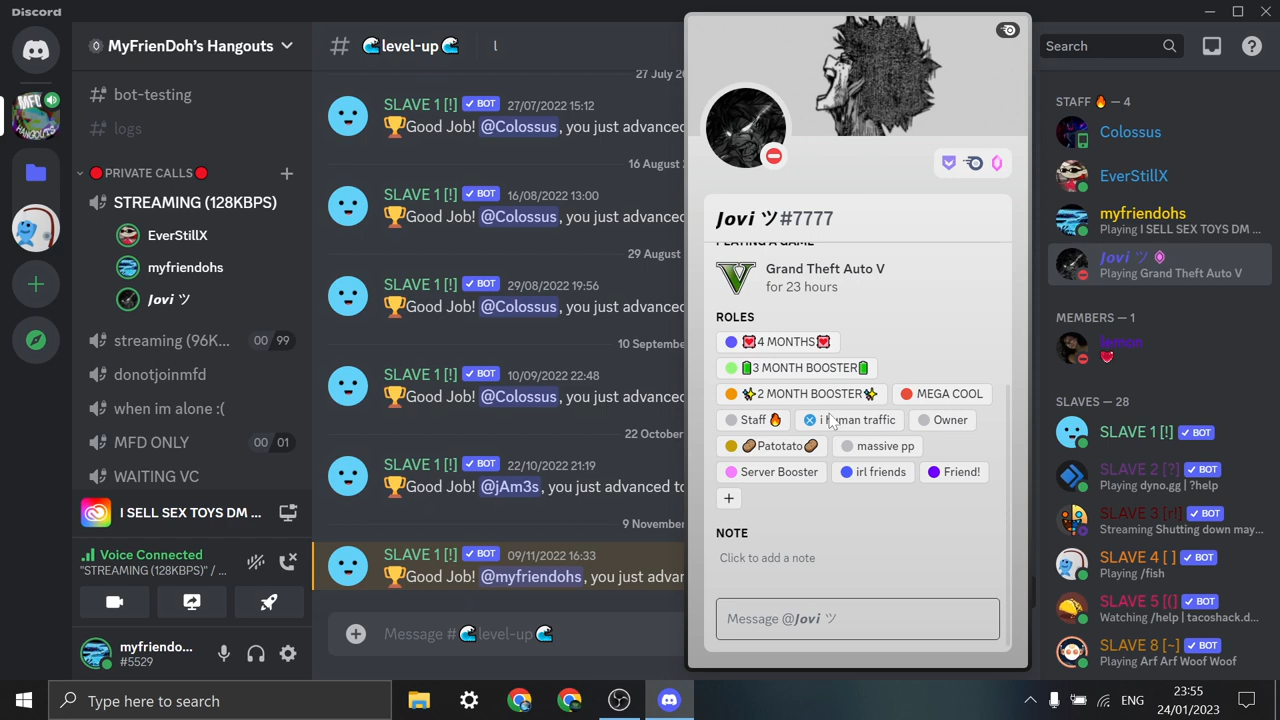 Discord
MyFrienDoh's Hangouts
# bot-testing
# logs
PRIVATE CALLS
STREAMING (128KBPS)
EverStillX
myfriendohs
Jovi ツ
streaming (96K... 00 99
donotjoinmfd
when im alone :(
MFD ONLY 00 01
WAITING VC
I SELL SEX TOYS DM ...
Voice Connected
"STREAMING (128KBPS)" / ...
myfriendo...
#5529
# 🌊level-up🌊
27 July 20
SLAVE 1 [!] ✓ BOT 27/07/2022 15:12
🏆Good Job! @Colossus, you just advanced
16 August
SLAVE 1 [!] ✓ BOT 16/08/2022 13:00
🏆Good Job! @Colossus, you just advanced
29 August
SLAVE 1 [!] ✓ BOT 29/08/2022 19:56
🏆Good Job! @Colossus, you just advanced
10 Septembe
SLAVE 1 [!] ✓ BOT 10/09/2022 22:48
🏆Good Job! @Colossus, you just advanced
22 October
SLAVE 1 [!] ✓ BOT 22/10/2022 21:19
🏆Good Job! @jAm3s, you just advanced to
9 November
SLAVE 1 [!] ✓ BOT 09/11/2022 16:33
🏆Good Job! @myfriendohs, you just advan
Message #🌊level-up🌊
Jovi ツ#7777
PLAYING A GAME
Grand Theft Auto V
for 23 hours
ROLES
💟4 MONTHS💟
🔋3 MONTH BOOSTER🔋
✨2 MONTH BOOSTER✨ MEGA COOL
Staff 🔥 i human traffic Owner
🥔Patotato🥔 massive pp
Server Booster irl friends Friend!
+
NOTE
Click to add a note
Message @Jovi ツ
Search
STAFF 🔥 — 4
Colossus
EverStillX
myfriendohs
Playing I SELL SEX TOYS DM ...
Jovi ツ
Playing Grand Theft Auto V
MEMBERS — 1
lemon
SLAVES — 28
SLAVE 1 [!] ✓ BOT
SLAVE 2 [?] ✓ BOT
Playing dyno.gg | ?help
SLAVE 3 [r!] ✓ BOT
Streaming Shutting down may...
SLAVE 4 [ ] ✓ BOT
Playing /fish
SLAVE 5 [(] ✓ BOT
Watching /help | tacoshack.d...
SLAVE 8 [~] ✓ BOT
Playing Arf Arf Woof Woof
Type here to search
ENG
23:55
24/01/2023